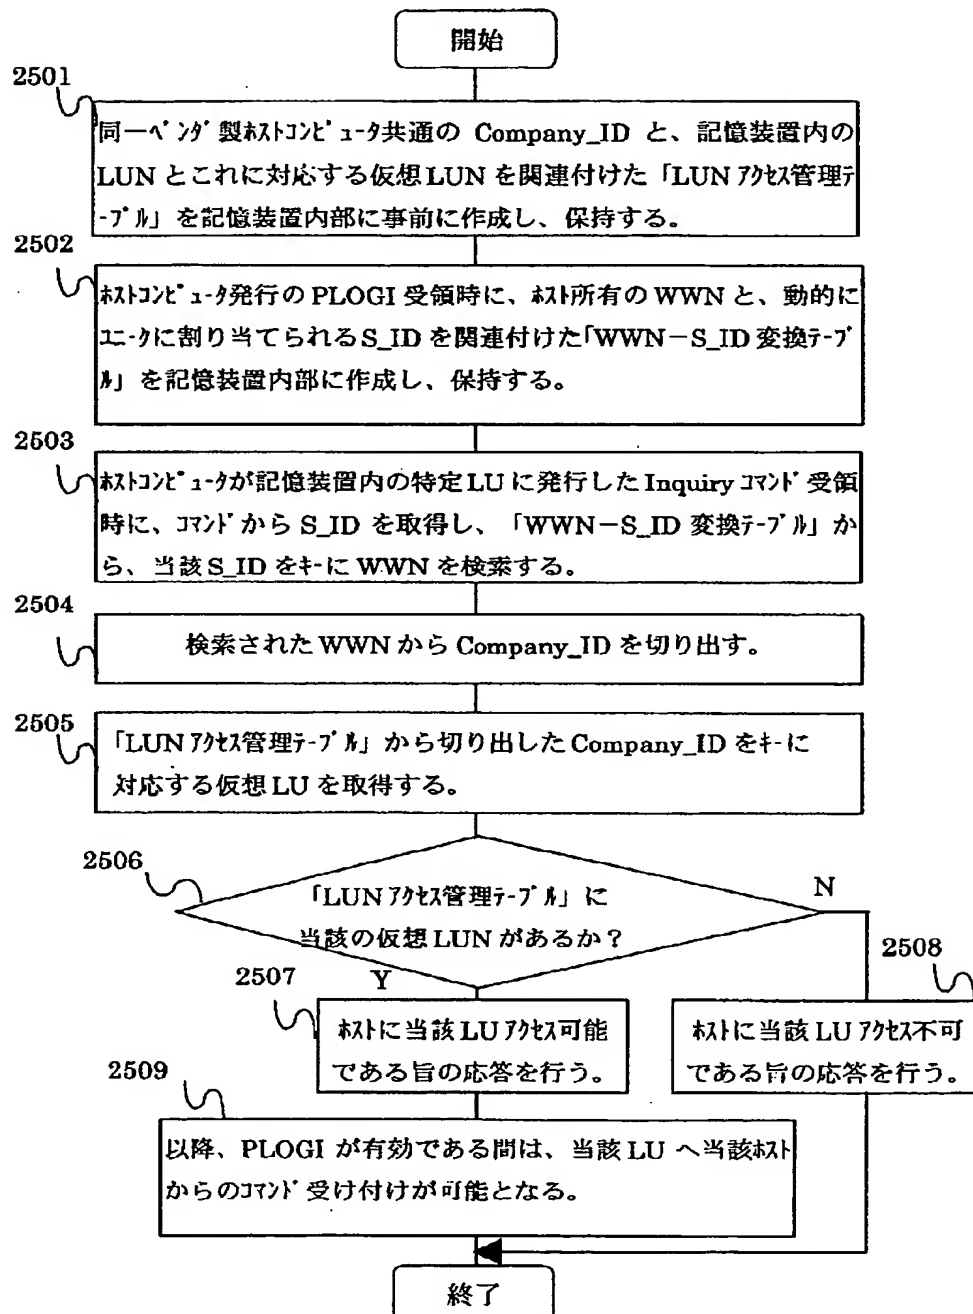 開始
2501
同一ベンダ製ホストコンピュータ共通の Company_ID と、記憶装置内の
LUN とこれに対応する仮想 LUN を関連付けた「LUN アクセス管理テ
ーブル」を記憶装置内部に事前に作成し、保持する。
2502
ホストコンピュータ発行の PLOGI 受領時に、ホスト所有の WWN と、動的に
ユニークに割り当てられる S_ID を関連付けた「WWN－S_ID 変換テーブ
ル」を記憶装置内部に作成し、保持する。
2503
ホストコンピュータが記憶装置内の特定 LU に発行した Inquiry コマンド受領
時に、コマンドから S_ID を取得し、「WWN－S_ID 変換テーブル」か
ら、当該 S_ID をキーに WWN を検索する。
2504
検索された WWN から Company_ID を切り出す。
2505
「LUN アクセス管理テーブル」から切り出した Company_ID をキーに
対応する仮想 LU を取得する。
2506
「LUN アクセス管理テーブル」に
当該の仮想 LUN があるか？
N
Y
2507
ホストに当該 LU アクセス可能
である旨の応答を行う。
2508
ホストに当該 LU アクセス不可
である旨の応答を行う。
2509
以降、PLOGI が有効である間は、当該 LU へ当該ホスト
からのコマンド受け付けが可能となる。
終了